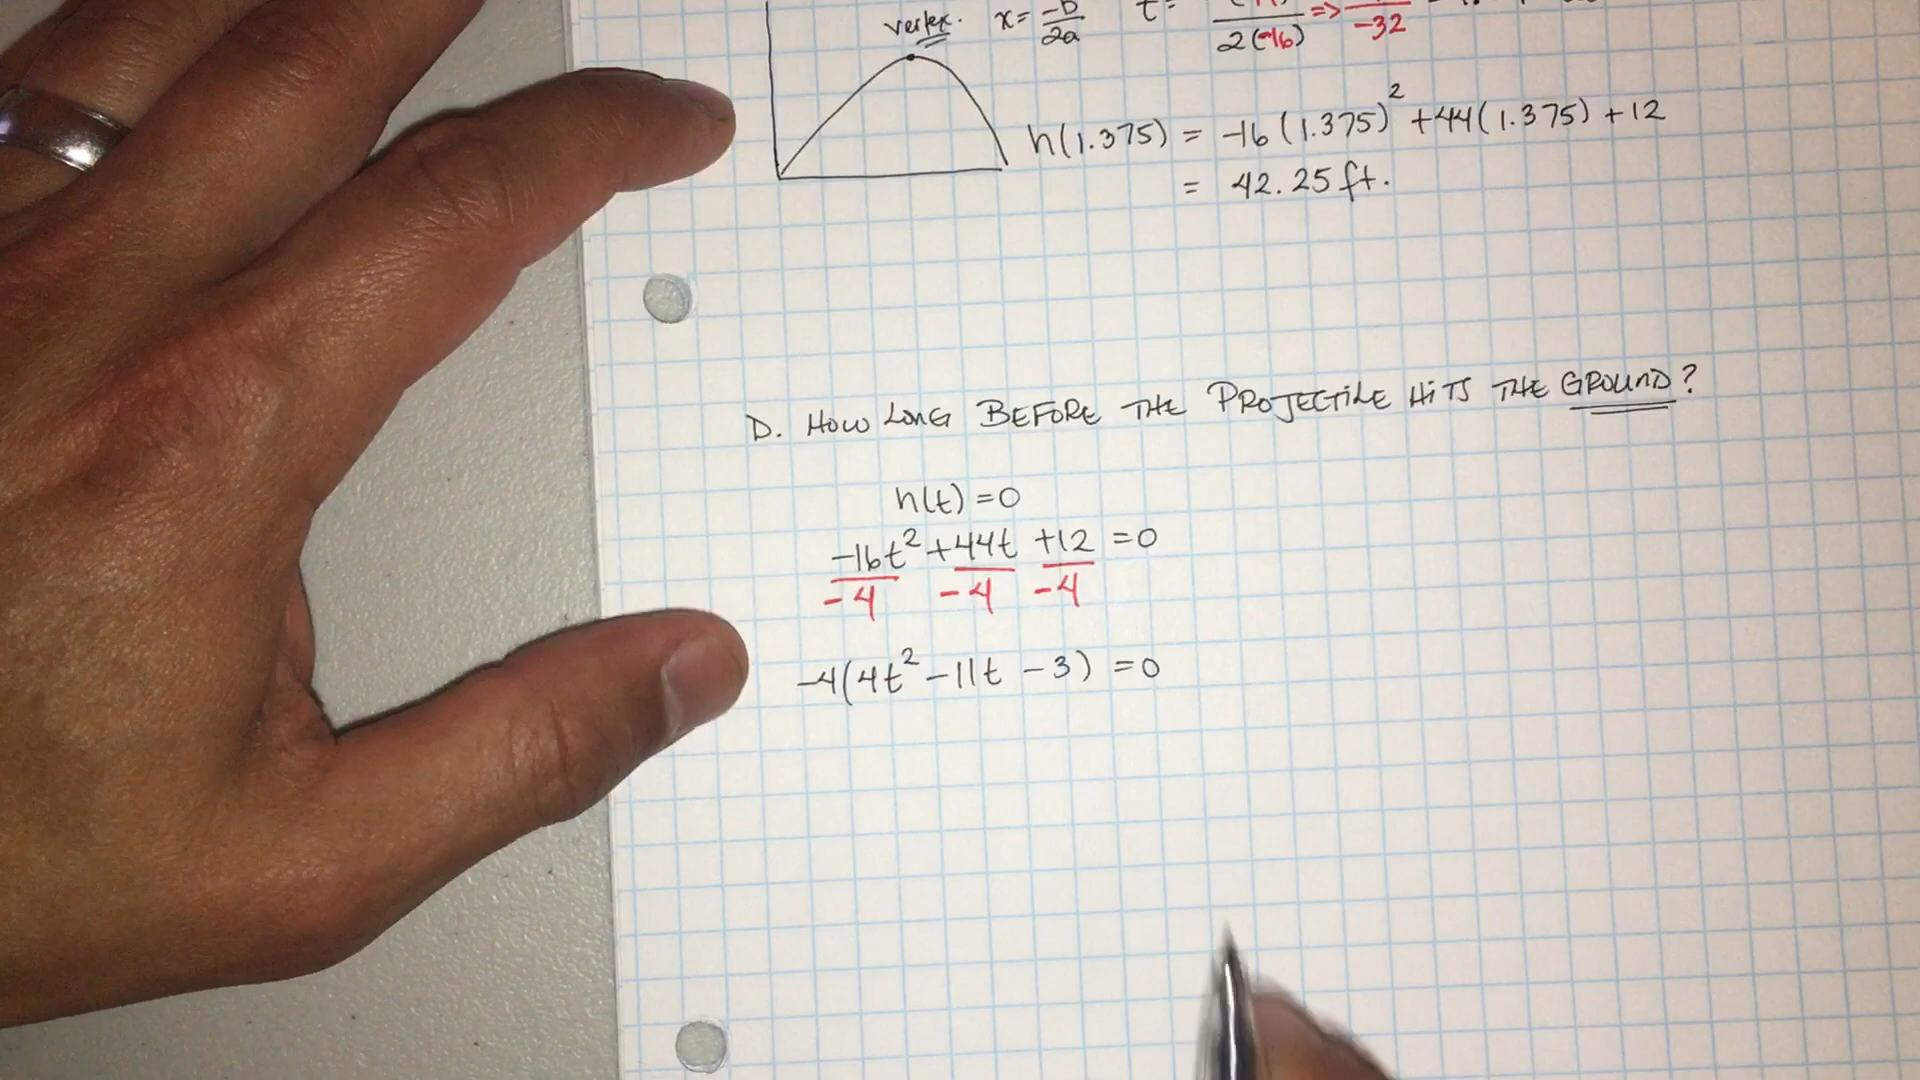 vertex. x = -b/2a t = 2(-16) => -32
h(1.375) = -16(1.375)² + 44(1.375) + 12
= 42.25 ft.
D. HOW LONG BEFORE THE PROJECTILE HITS THE GROUND?
h(t) = 0
-16t² + 44t + 12 = 0
-4 -4 -4
-4(4t² - 11t - 3) = 0